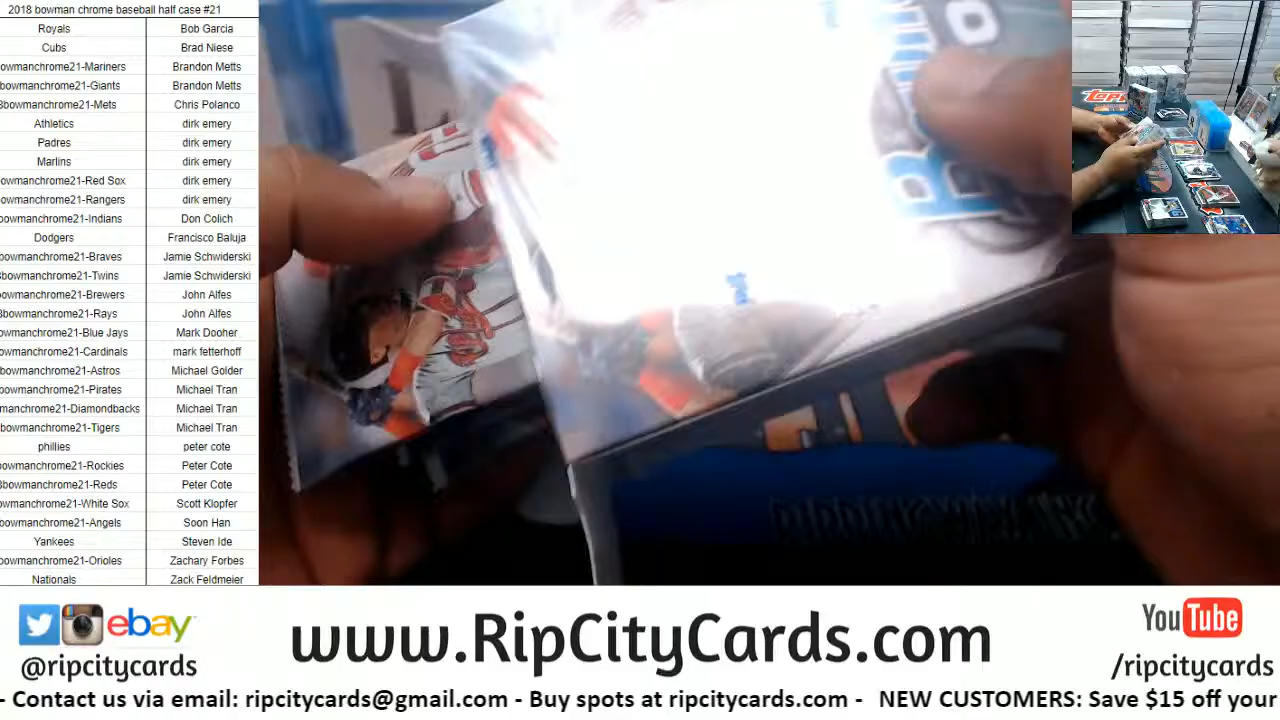 2018 bowman chrome baseball half case #21
Royals Bob Garcia
Cubs Brad Niese
owmanchrome21-Mariners Brandon Metts
bowmanchrome21-Giants Brandon Metts
8bowmanchrome21-Mets Chris Polanco
Athletics dirk emery
Padres dirk emery
Marlins dirk emery
owmanchrome21-Red Sox dirk emery
owmanchrome21-Rangers dirk emery
bowmanchrome21-Indians Don Colich
Dodgers Francisco Baluja
owmanchrome21-Braves Jamie Schwiderski
bowmanchrome21-Twins Jamie Schwiderski
owmanchrome21-Brewers John Alfes
8bowmanchrome21-Rays John Alfes
owmanchrome21-Blue Jays Mark Dooher
owmanchrome21-Cardinals mark fetterhoff
bowmanchrome21-Astros Michael Golder
bowmanchrome21-Pirates Michael Tran
manchrome21-Diamondbacks Michael Tran
bowmanchrome21-Tigers Michael Tran
phillies peter cote
owmanchrome21-Rockies Peter Cote
8bowmanchrome21-Reds Peter Cote
owmanchrome21-White Sox Scott Klopfer
bowmanchrome21-Angels Soon Han
Yankees Steven Ide
bowmanchrome21-Orioles Zachary Forbes
Nationals Zack Feldmeier
Topps
ebay
@ripcitycards
www.RipCityCards.com
YouTube
/ripcitycards
- Contact us via email: ripcitycards@gmail.com - Buy spots at ripcitycards.com - NEW CUSTOMERS: Save $15 off your